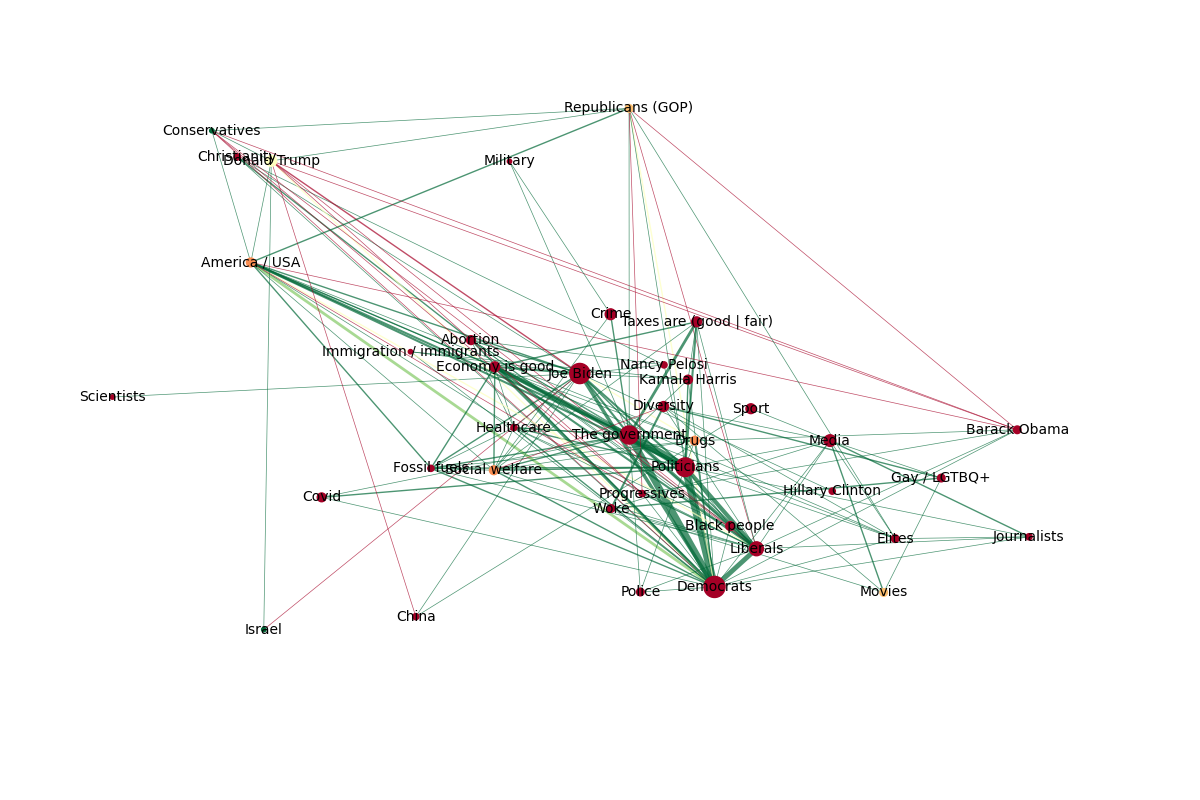 Republicans (GOP)
Conservatives
Christianity
Donald Trump
Military
America / USA
Crime
Taxes are (good | fair)
Abortion
Immigration / immigrants
Economy is good
Joe Biden
Nancy Pelosi
Kamala Harris
Scientists
Diversity
Sport
Healthcare
The government
Drugs
Media
Barack Obama
Fossil fuels
Social welfare
Politicians
Gay / LGTBQ+
Covid
Progressives
Hillary Clinton
Woke
Black people
Liberals
Elites
Journalists
Police
Democrats
Movies
China
Israel